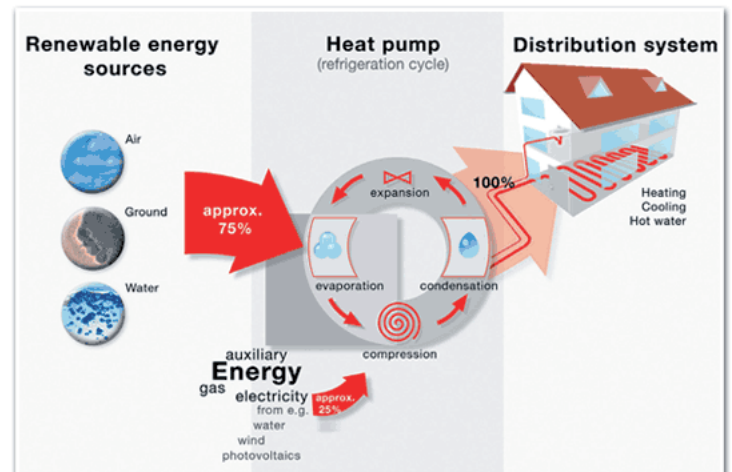 Renewable energy
sources
Heat pump
(refrigeration cycle)
Distribution system
Air
Ground
Water
approx.
75%
expansion
evaporation
condensation
compression
100%
Heating
Cooling
Hot water
auxiliary
Energy
gas
electricity
from e.g.
water
wind
photovoltaics
approx.
25%